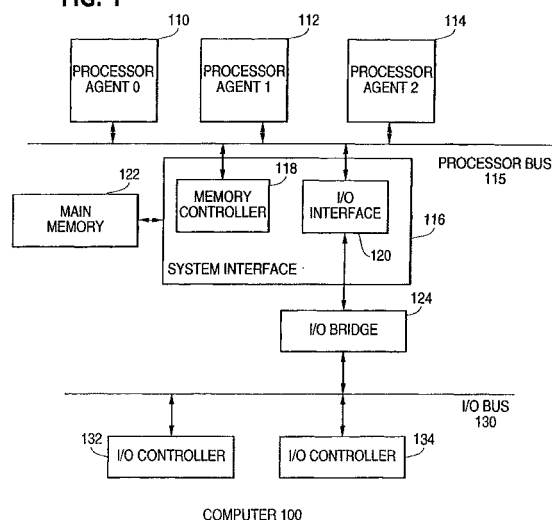 FIG. 1
110
112
114
PROCESSOR
AGENT 0
PROCESSOR
AGENT 1
PROCESSOR
AGENT 2
PROCESSOR BUS
115
122
118
MAIN
MEMORY
MEMORY
CONTROLLER
I/O
INTERFACE
116
120
SYSTEM INTERFACE
124
I/O BRIDGE
I/O BUS
130
132
I/O CONTROLLER
134
I/O CONTROLLER
COMPUTER 100